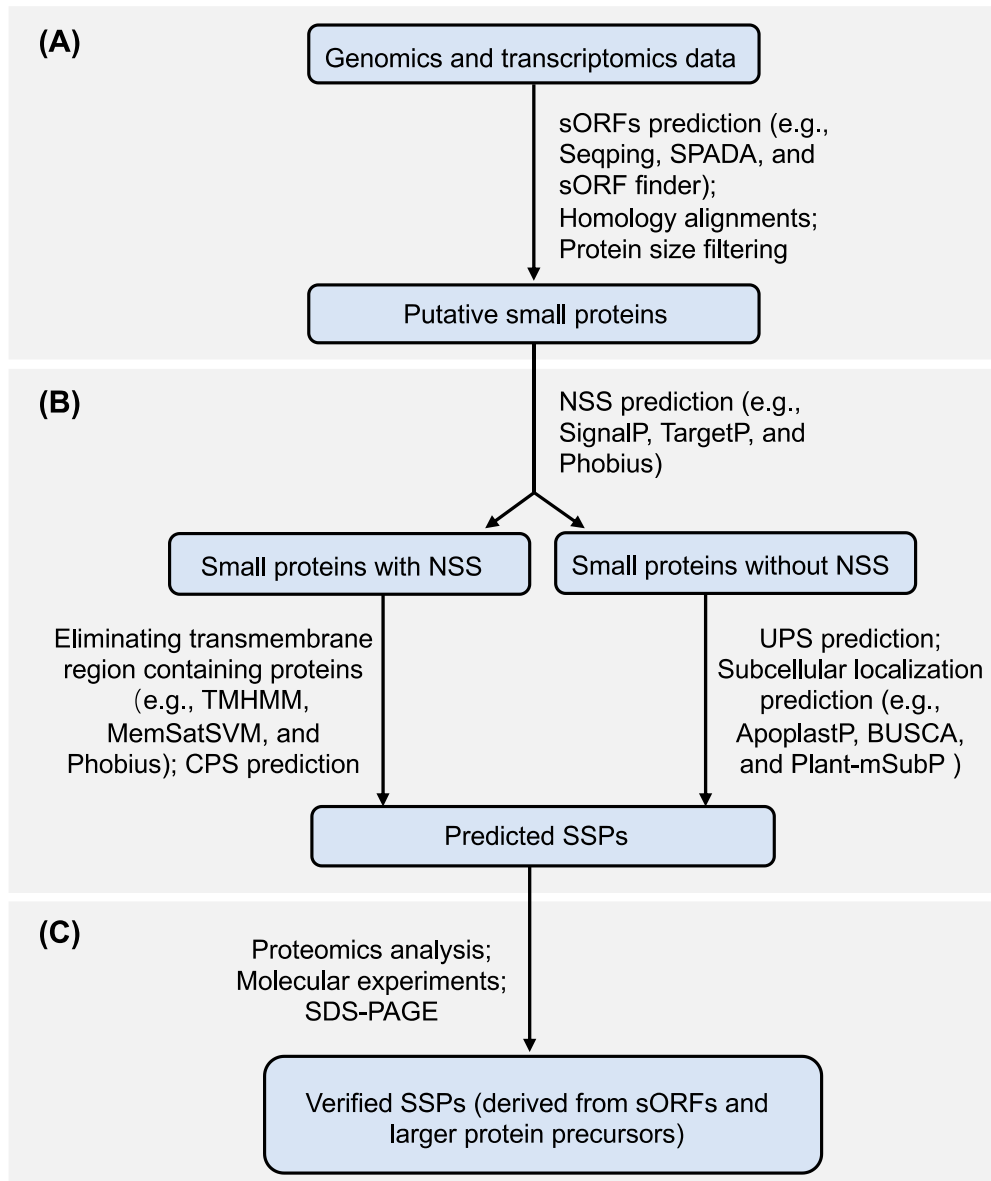 (A)
Genomics and transcriptomics data
sORFs prediction (e.g.,
Seqping, SPADA, and
sORF finder);
Homology alignments;
Protein size filtering
Putative small proteins
(B)
NSS prediction (e.g.,
SignalP, TargetP, and
Phobius)
Small proteins with NSS
Small proteins without NSS
Eliminating transmembrane
region containing proteins
(e.g., TMHMM,
MemSatSVM, and
Phobius); CPS prediction
UPS prediction;
Subcellular localization
prediction (e.g.,
ApoplastP, BUSCA,
and Plant-mSubP )
Predicted SSPs
(C)
Proteomics analysis;
Molecular experiments;
SDS-PAGE
Verified SSPs (derived from sORFs and
larger protein precursors)